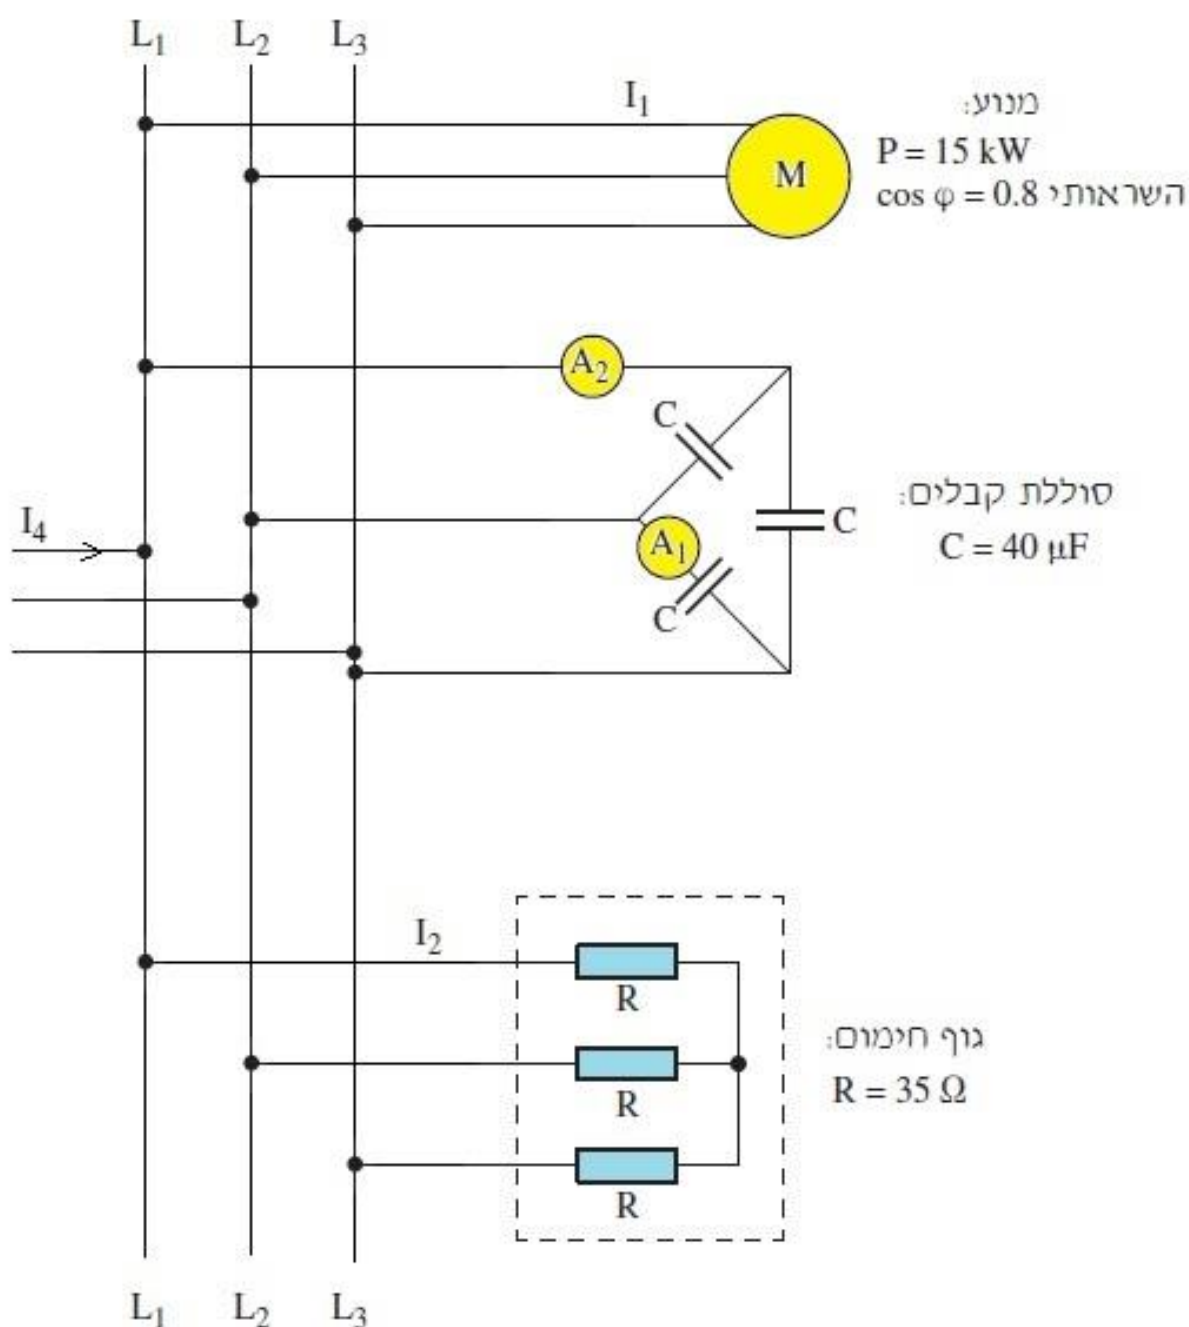 L₁ L₂ L₃
I₁
מנוע:
P = 15 kW
cos φ = 0.8 השראותי
M
A₂
C
C
סוללת קבלים:
C = 40 µF
A₁
C
I₄
I₂
R
R
R
גוף חימום:
R = 35 Ω
L₁ L₂ L₃